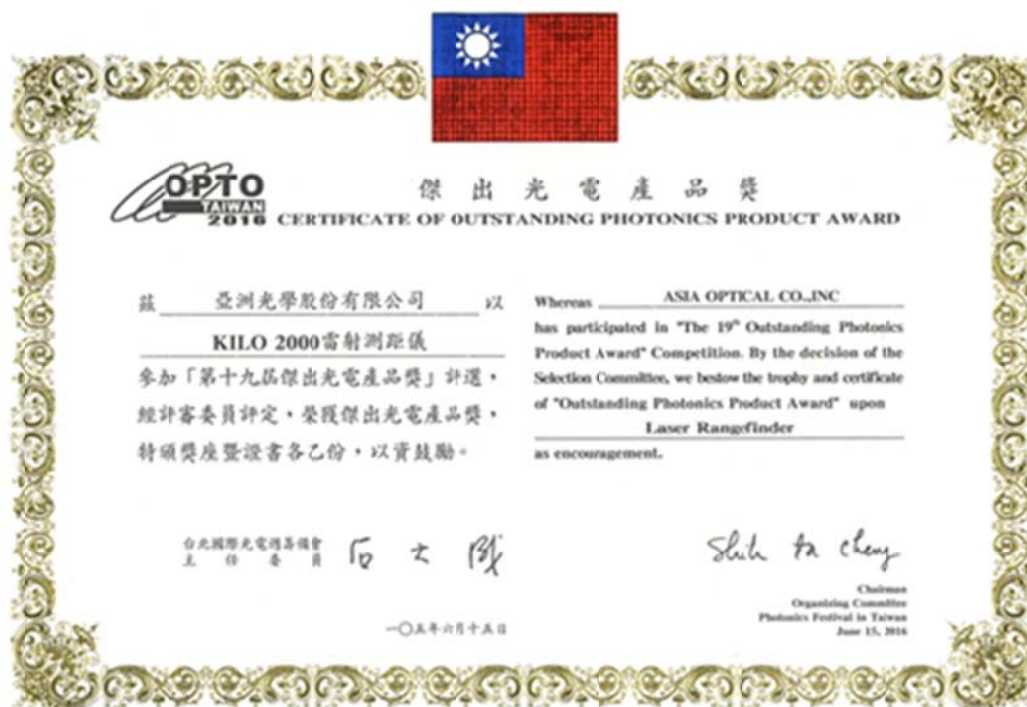 OPTO
TAIWAN
2016
傑出光電產品獎
CERTIFICATE OF OUTSTANDING PHOTONICS PRODUCT AWARD
茲 亞洲光學股份有限公司 以
KILO 2000雷射測距儀
參加「第十九屆傑出光電產品獎」評選，
經評審委員評定，榮獲傑出光電產品獎，
特頒獎座暨證書各乙份，以資鼓勵。
台北國際光電週籌備會
主任委員 石大成
一〇五年六月十五日
Whereas ASIA OPTICAL CO.,INC
has participated in "The 19th Outstanding Photonics
Product Award" Competition. By the decision of the
Selection Committee, we bestow the trophy and certificate
of "Outstanding Photonics Product Award" upon
Laser Rangefinder
as encouragement.
Shih ta Cheng
Chairman
Organizing Committee
Photonics Festival in Taiwan
June 15, 2016